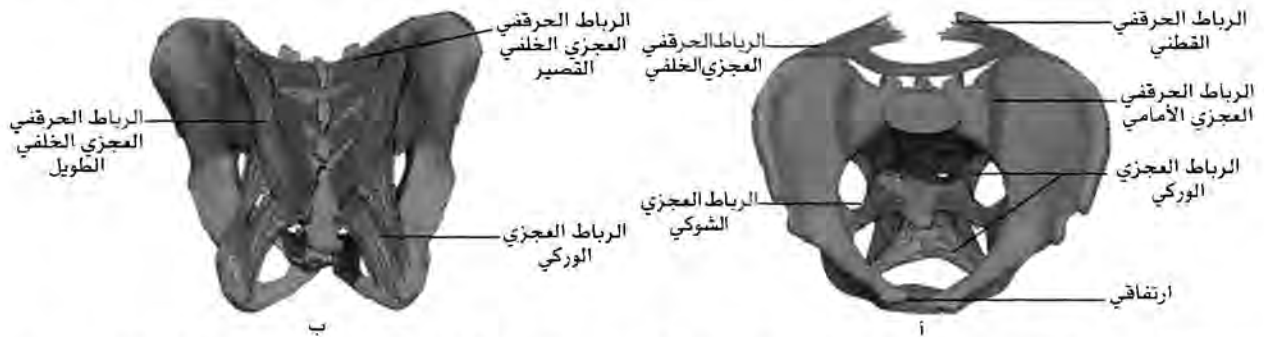 الرباط الحرقفي
القطني
الرباط الحرقفي
العجزي الأمامي
الرباط العجزي
الوركي
ارتفاقي
الرباط الحرقفي
العجزي الخلفي
الرباط العجزي
الشوكي
أ
الرباط الحرقفي
العجزي الخلفي
القصير
الرباط العجزي
الوركي
الرباط الحرقفي
العجزي الخلفي
الطويل
ب